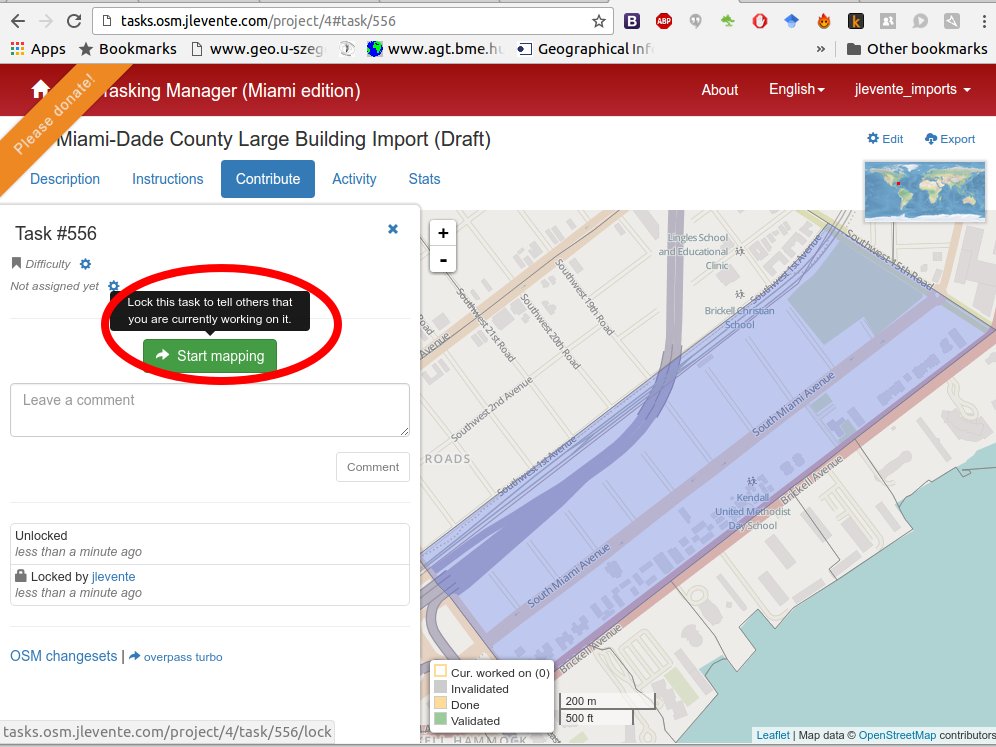 tasks.osm.jlevente.com/project/4#task/556
Apps
Bookmarks
www.geo.u-szeg
www.agt.bme.hu
Geographical Inf
»
Other bookmarks
Please donate!
Tasking Manager (Miami edition)
About
English
jlevente_imports
Miami-Dade County Large Building Import (Draft)
Edit
Export
Description
Instructions
Contribute
Activity
Stats
Task #556
Difficulty
Not assigned yet
Lock this task to tell others that
you are currently working on it.
Start mapping
Leave a comment
Comment
Unlocked
less than a minute ago
Locked by jlevente
less than a minute ago
OSM changesets | overpass turbo
tasks.osm.jlevente.com/project/4/task/556/lock
+
-
Lingles School
and Educational
Clinic
Brickell Christian
School
Southwest 1st Avenue
Southwest 15th Road
Southwest 19th Road
Southwest 20th Road
Southwest 21st Road
Road
Avenue
Southwest 2nd Avenue
Southwest 1st Avenue
ROADS
South Miami Avenue
Kendall
United Methodist
Day School
Brickell Avenue
South Miami Avenue
Brickell Avenue
Cur. worked on (0)
Invalidated
Done
Validated
200 m
500 ft
HAMMOCK
Leaflet | Map data © OpenStreetMap contributors